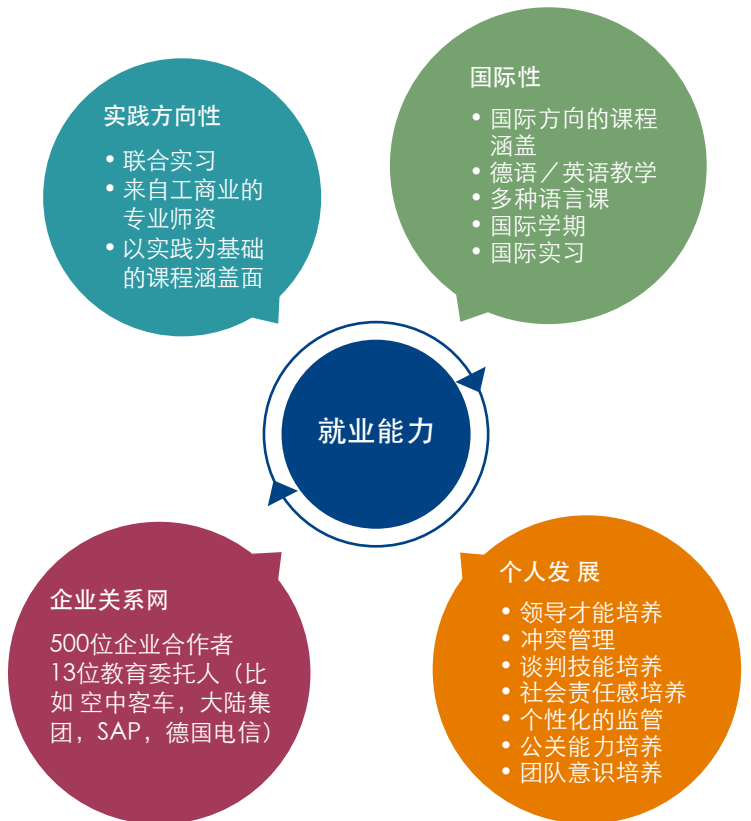 实践方向性
• 联合实习
• 来自工商业的
专业师资
• 以实践为基础
的课程涵盖面
国际性
• 国际方向的课程
涵盖
• 德语／英语教学
• 多种语言课
• 国际学期
• 国际实习
就业能力
企业关系网
500位企业合作者
13位教育委托人（比
如 空中客车，大陆集
团，SAP，德国电信）
个人发 展
• 领导才能培养
• 冲突管理
• 谈判技能培养
• 社会责任感培养
• 个性化的监管
• 公关能力培养
• 团队意识培养